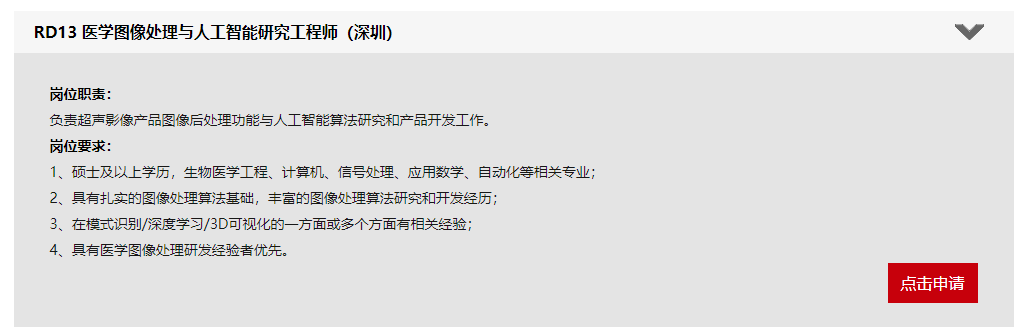 RD13 医学图像处理与人工智能研究工程师（深圳）
岗位职责：
负责超声影像产品图像后处理功能与人工智能算法研究和产品开发工作。
岗位要求：
1、硕士及以上学历，生物医学工程、计算机、信号处理、应用数学、自动化等相关专业；
2、具有扎实的图像处理算法基础，丰富的图像处理算法研究和开发经历；
3、在模式识别/深度学习/3D可视化的一方面或多个方面有相关经验；
4、具有医学图像处理研发经验者优先。
点击申请